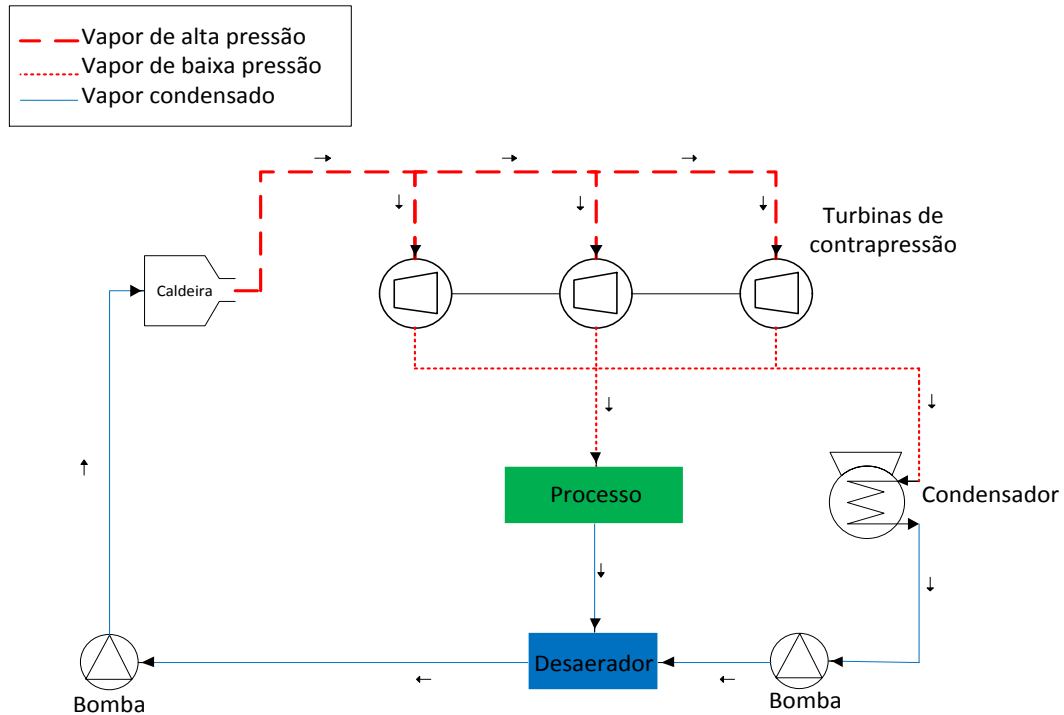 Vapor de alta pressão
Vapor de baixa pressão
Vapor condensado
Turbinas de
contrapressão
Caldeira
Processo
Condensador
Desaerador
Bomba
Bomba